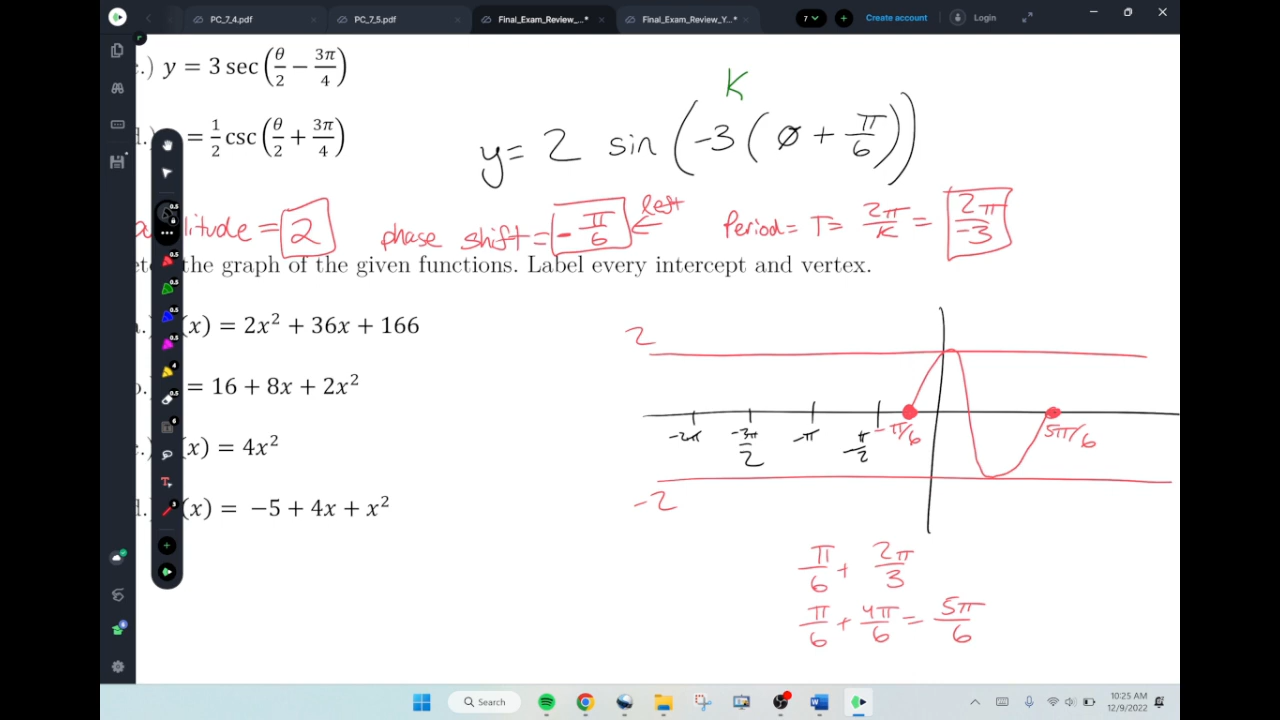 PC_7_4.pdf
PC_7_5.pdf
Final_Exam_Review_...*
Final_Exam_Review_Y...*
7
Create account
Login
c.) y = 3 sec(θ/2 − 3π/4)
K
d.) = 1/2 csc(θ/2 + 3π/4)
y = 2 sin(-3(θ + π/6))
amplitude = 2
phase shift = -π/6 ← left
Period = T = 2π/K = 2π/-3
the graph of the given functions. Label every intercept and vertex.
(x) = 2x² + 36x + 166
= 16 + 8x + 2x²
(x) = 4x²
(x) = −5 + 4x + x²
2
-2π
-3π/2
-π
-π/2
-π/6
5π/6
-2
π/6 + 2π/3
π/6 + 4π/6 = 5π/6
Search
10:25 AM
12/9/2022